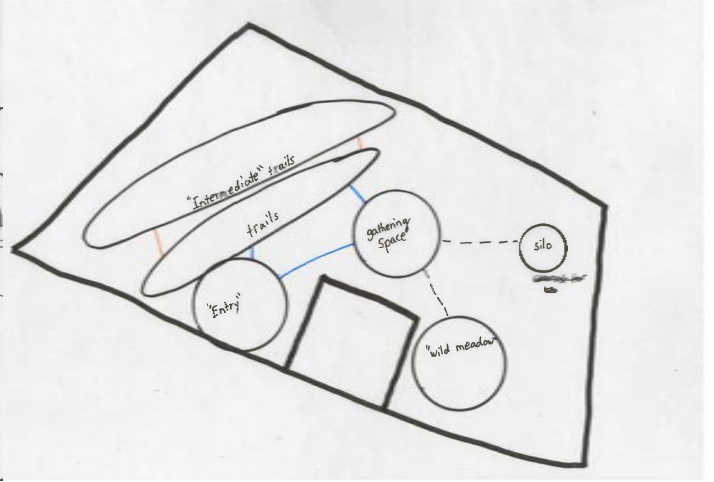 "Intermediate" trails
trails
gathering
space
silo
"Entry"
"wild meadow"